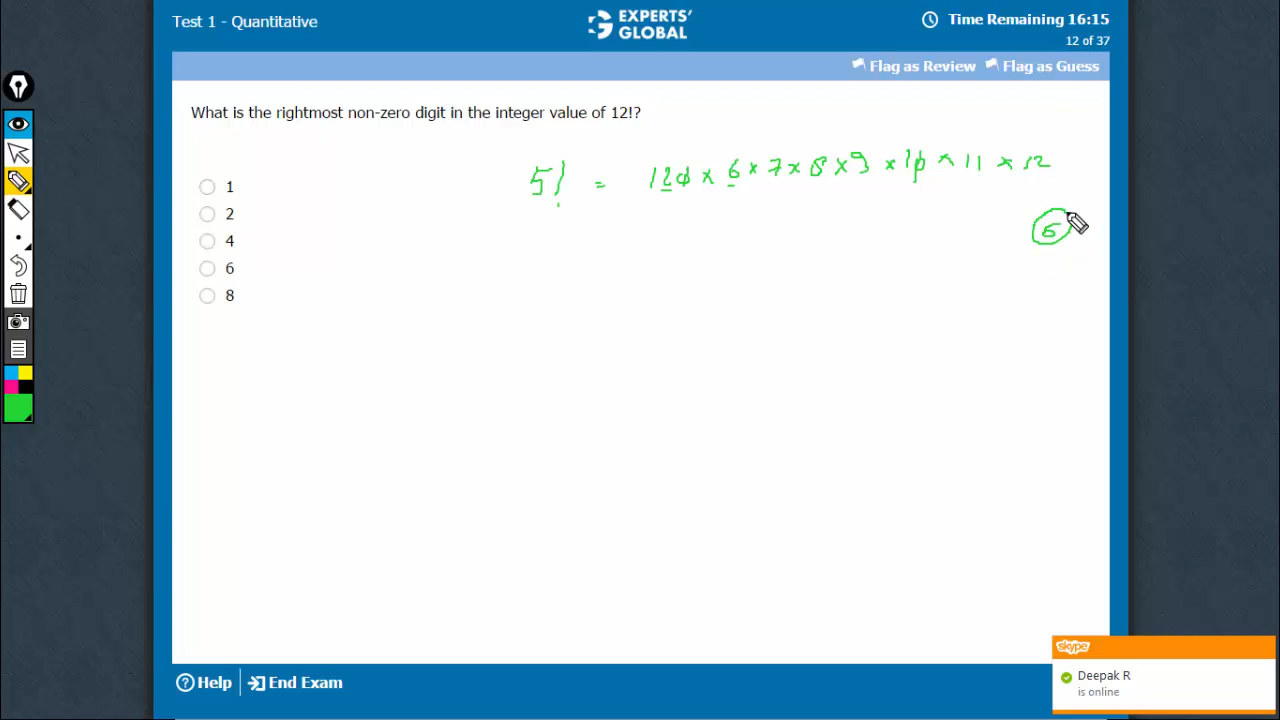 Test 1 - Quantitative
EXPERTS'
GLOBAL
Time Remaining 16:15
12 of 37
Flag as Review
Flag as Guess
What is the rightmost non-zero digit in the integer value of 12!?
5! = 120 × 6 × 7 × 8 × 9 × 10 × 11 × 12
1
2
4
6
8
5
Help
End Exam
skype
Deepak R
is online